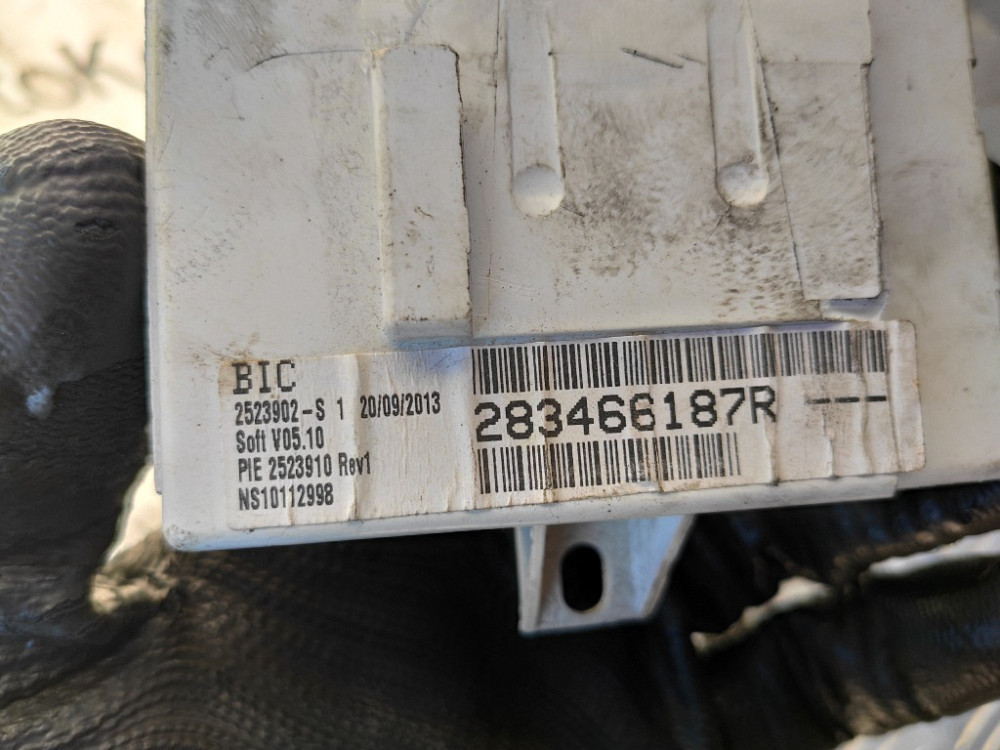 BIC
2523902-S 1 20/09/2013
Soft V05.10
PIE 2523910 Rev1
NS10112998
283466187R ---